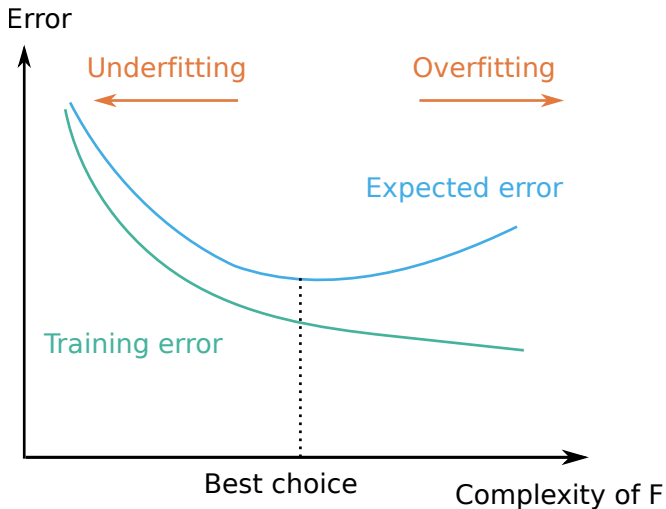 Error
Underfitting
Overfitting
Expected error
Training error
Best choice
Complexity of F